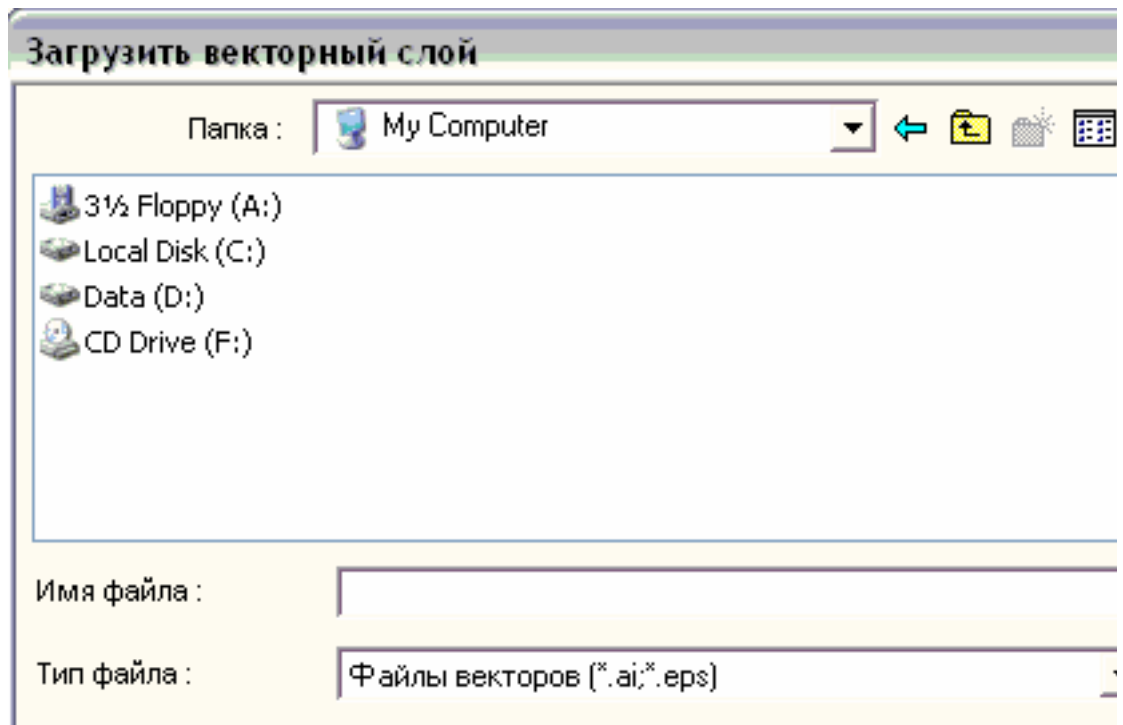 Загрузить векторный слой
Папка : My Computer
3½ Floppy (A:)
Local Disk (C:)
Data (D:)
CD Drive (F:)
Имя файла :
Тип файла : Файлы векторов (*.ai;*.eps)